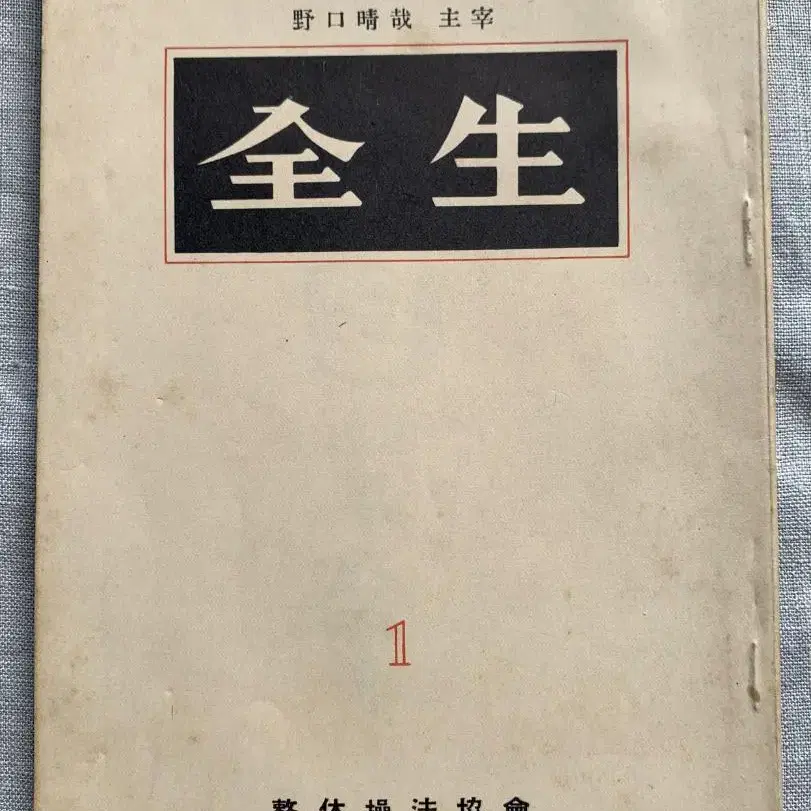 野口晴哉 主宰
全生
1
整体操法協會